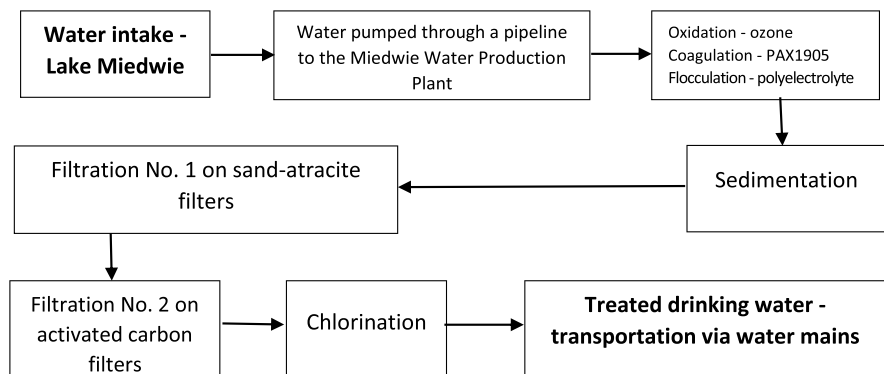 Water intake -
Lake Miedwie
Water pumped through a pipeline
to the Miedwie Water Production
Plant
Oxidation - ozone
Coagulation - PAX1905
Flocculation - polyelectrolyte
Sedimentation
Filtration No. 1 on sand-atracite
filters
Filtration No. 2 on
activated carbon
filters
Chlorination
Treated drinking water -
transportation via water mains